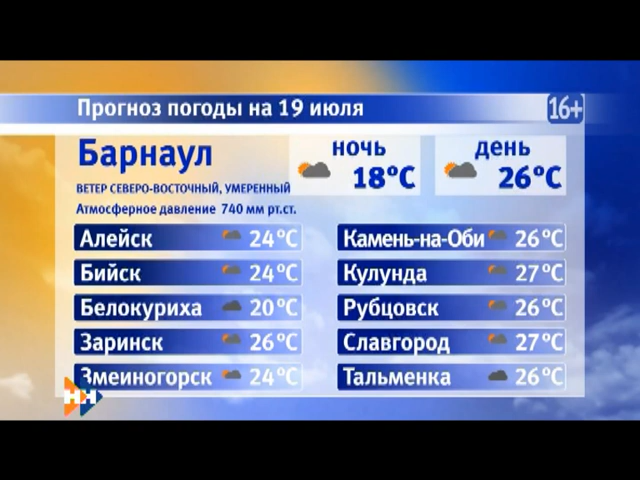 Прогноз погоды на 19 июля 16+
Барнаул
ночь 18°C
день 26°C
ВЕТЕР СЕВЕРО-ВОСТОЧНЫЙ, УМЕРЕННЫЙ
Атмосферное давление 740 мм рт.ст.
Алейск 24°C
Бийск 24°C
Белокуриха 20°C
Заринск 26°C
Змеиногорск 24°C
Камень-на-Оби 26°C
Кулунда 27°C
Рубцовск 26°C
Славгород 27°C
Тальменка 26°C
НН